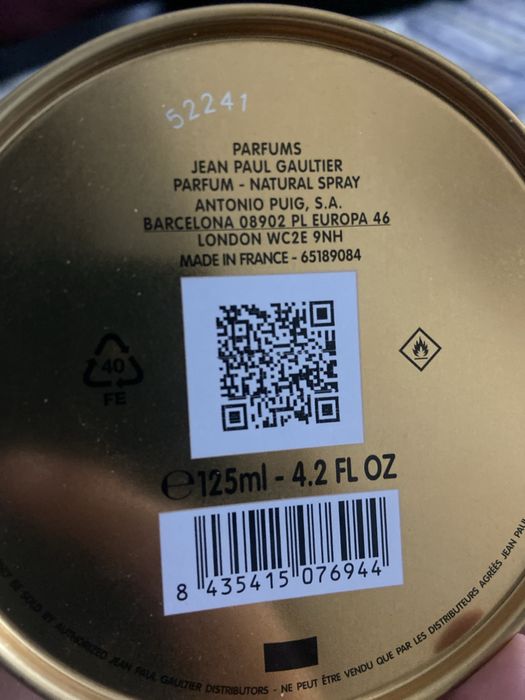 52241
PARFUMS
JEAN PAUL GAULTIER
PARFUM - NATURAL SPRAY
ANTONIO PUIG, S.A.
BARCELONA 08902 PL EUROPA 46
LONDON WC2E 9NH
MADE IN FRANCE - 65189084
40
FE
℮125ml - 4.2 FL OZ
8 435415 076944
BE SOLD BY AUTHORIZED JEAN PAUL GAULTIER DISTRIBUTORS - NE PEUT ÊTRE VENDU QUE PAR LES DISTRIBUTEURS AGRÉÉS JEAN